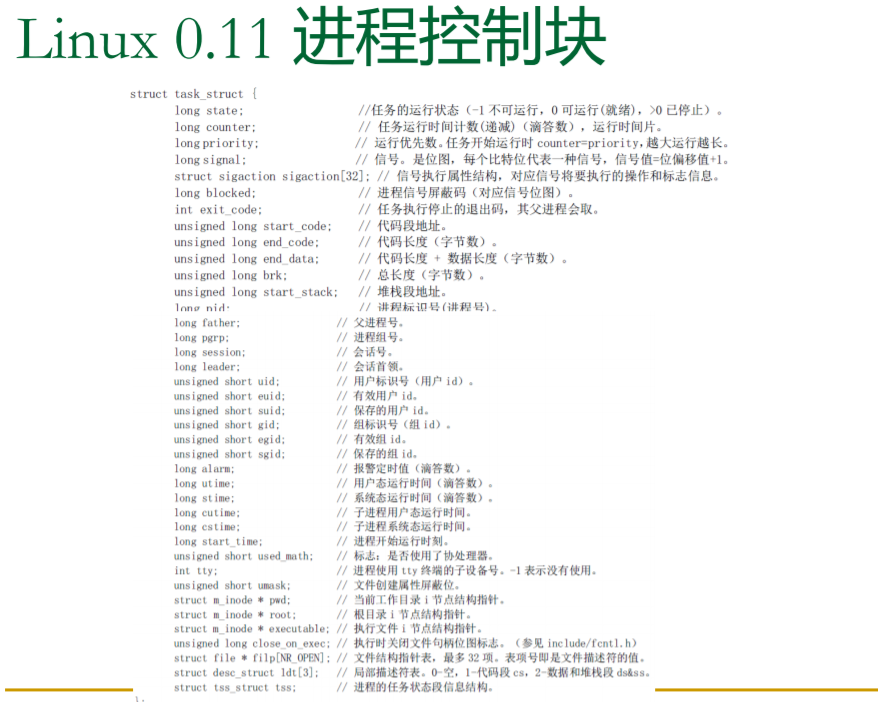 Linux 0.11 进程控制块
struct task_struct {
long state; //任务的运行状态（-1 不可运行，0 可运行(就绪)，>0 已停止）。
long counter; // 任务运行时间计数(递减)（滴答数），运行时间片。
long priority; // 运行优先数。任务开始运行时 counter=priority，越大运行越长。
long signal; // 信号。是位图，每个比特位代表一种信号，信号值=位偏移值+1。
struct sigaction sigaction[32]; // 信号执行属性结构，对应信号将要执行的操作和标志信息。
long blocked; // 进程信号屏蔽码（对应信号位图）。
int exit_code; // 任务执行停止的退出码，其父进程会取。
unsigned long start_code; // 代码段地址。
unsigned long end_code; // 代码长度（字节数）。
unsigned long end_data; // 代码长度 + 数据长度（字节数）。
unsigned long brk; // 总长度（字节数）。
unsigned long start_stack; // 堆栈段地址。
long pid; // 进程标识号(进程号)。
long father; // 父进程号。
long pgrp; // 进程组号。
long session; // 会话号。
long leader; // 会话首领。
unsigned short uid; // 用户标识号（用户 id）。
unsigned short euid; // 有效用户 id。
unsigned short suid; // 保存的用户 id。
unsigned short gid; // 组标识号（组 id）。
unsigned short egid; // 有效组 id。
unsigned short sgid; // 保存的组 id。
long alarm; // 报警定时值（滴答数）。
long utime; // 用户态运行时间（滴答数）。
long stime; // 系统态运行时间（滴答数）。
long cutime; // 子进程用户态运行时间。
long cstime; // 子进程系统态运行时间。
long start_time; // 进程开始运行时刻。
unsigned short used_math; // 标志：是否使用了协处理器。
int tty; // 进程使用 tty 终端的子设备号。-1 表示没有使用。
unsigned short umask; // 文件创建属性屏蔽位。
struct m_inode * pwd; // 当前工作目录 i 节点结构指针。
struct m_inode * root; // 根目录 i 节点结构指针。
struct m_inode * executable; // 执行文件 i 节点结构指针。
unsigned long close_on_exec; // 执行时关闭文件句柄位图标志。（参见 include/fcntl.h）
struct file * filp[NR_OPEN]; // 文件结构指针表，最多 32 项。表项号即是文件描述符的值。
struct desc_struct ldt[3]; // 局部描述符表。0-空，1-代码段 cs，2-数据和堆栈段 ds&ss。
struct tss_struct tss; // 进程的任务状态段信息结构。
};